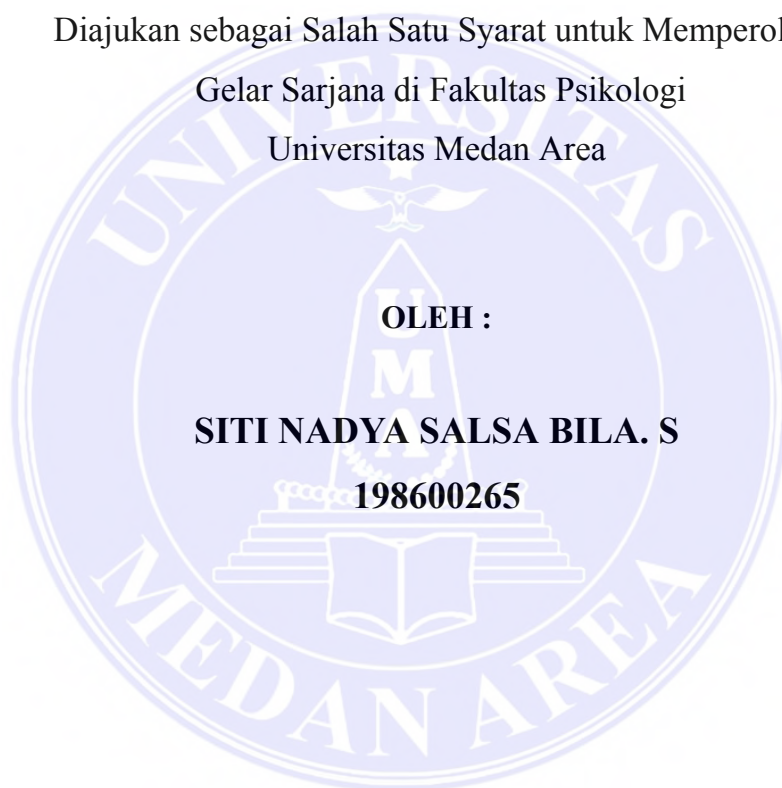 Diajukan sebagai Salah Satu Syarat untuk Memperol
Gelar Sarjana di Fakultas Psikologi
Universitas Medan Area
UNIVERSITAS
UMA
OLEH :
SITI NADYA SALSA BILA. S
198600265
MEDAN AREA